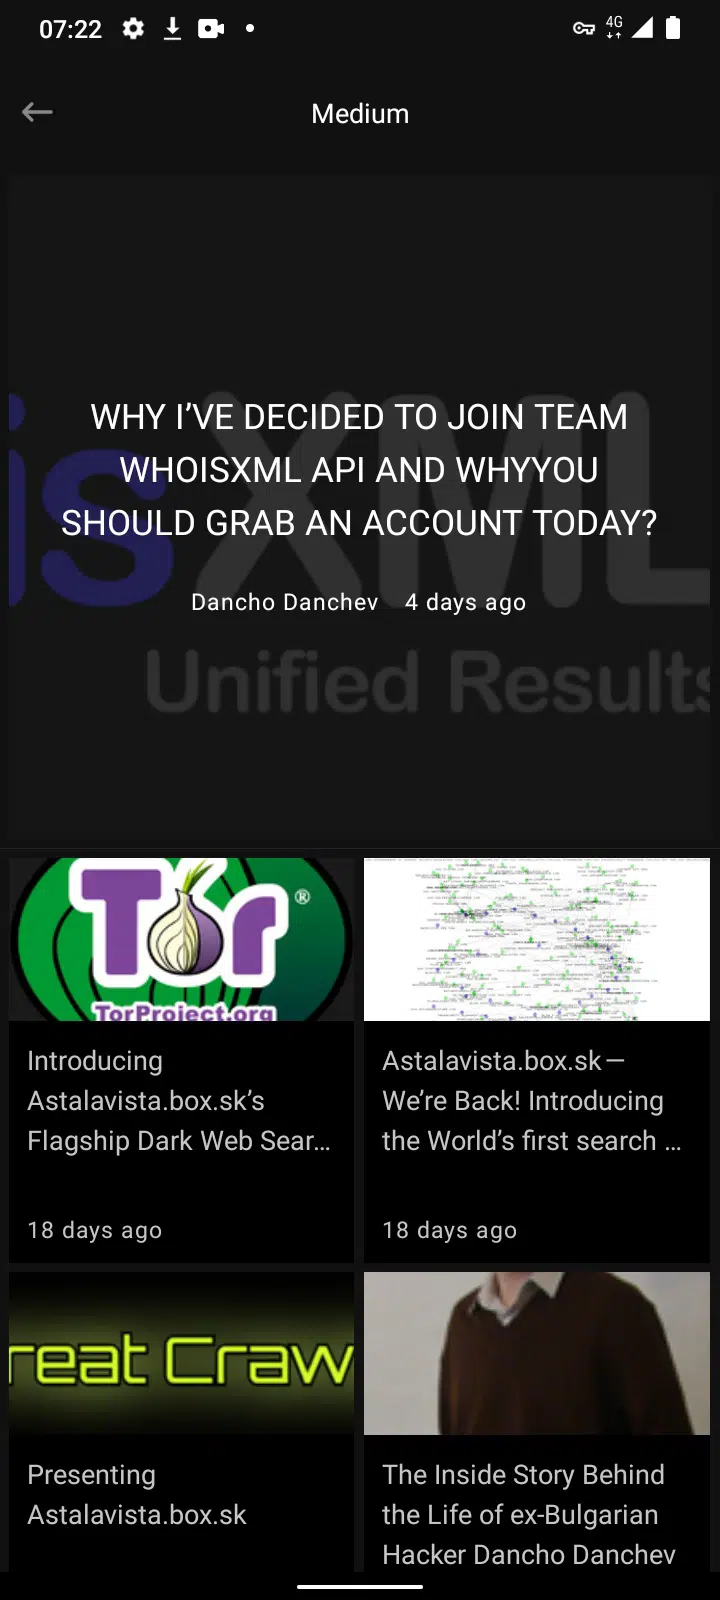 07:22
4G
Medium
WHY I’VE DECIDED TO JOIN TEAM
WHOISXML API AND WHYYOU
SHOULD GRAB AN ACCOUNT TODAY?
Dancho Danchev 4 days ago
is XML
Unified Results
Tor®
TorProject.org
Introducing
Astalavista.box.sk’s
Flagship Dark Web Sear…
18 days ago
Astalavista.box.sk—
We’re Back! Introducing
the World’s first search …
18 days ago
reat Craw
Presenting
Astalavista.box.sk
The Inside Story Behind
the Life of ex-Bulgarian
Hacker Dancho Danchev